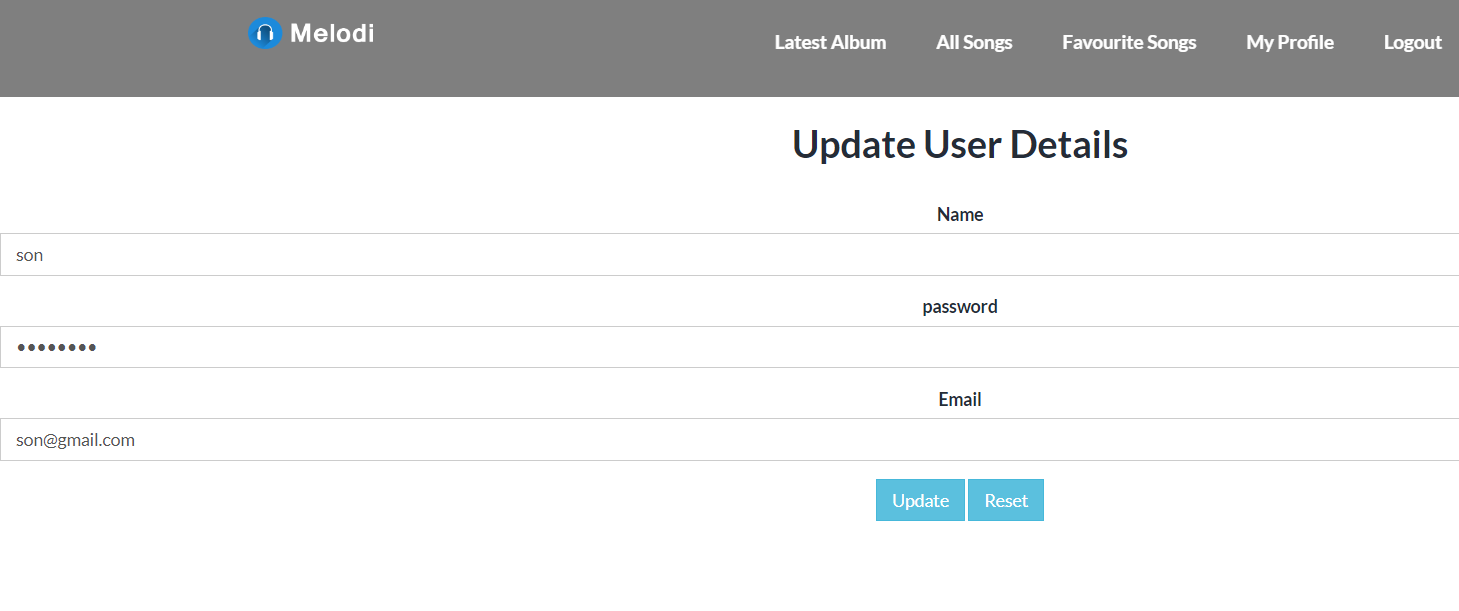 Melodi
Latest Album All Songs Favourite Songs My Profile Logout
Update User Details
Name
son
password
••••••••
Email
son@gmail.com
Update Reset